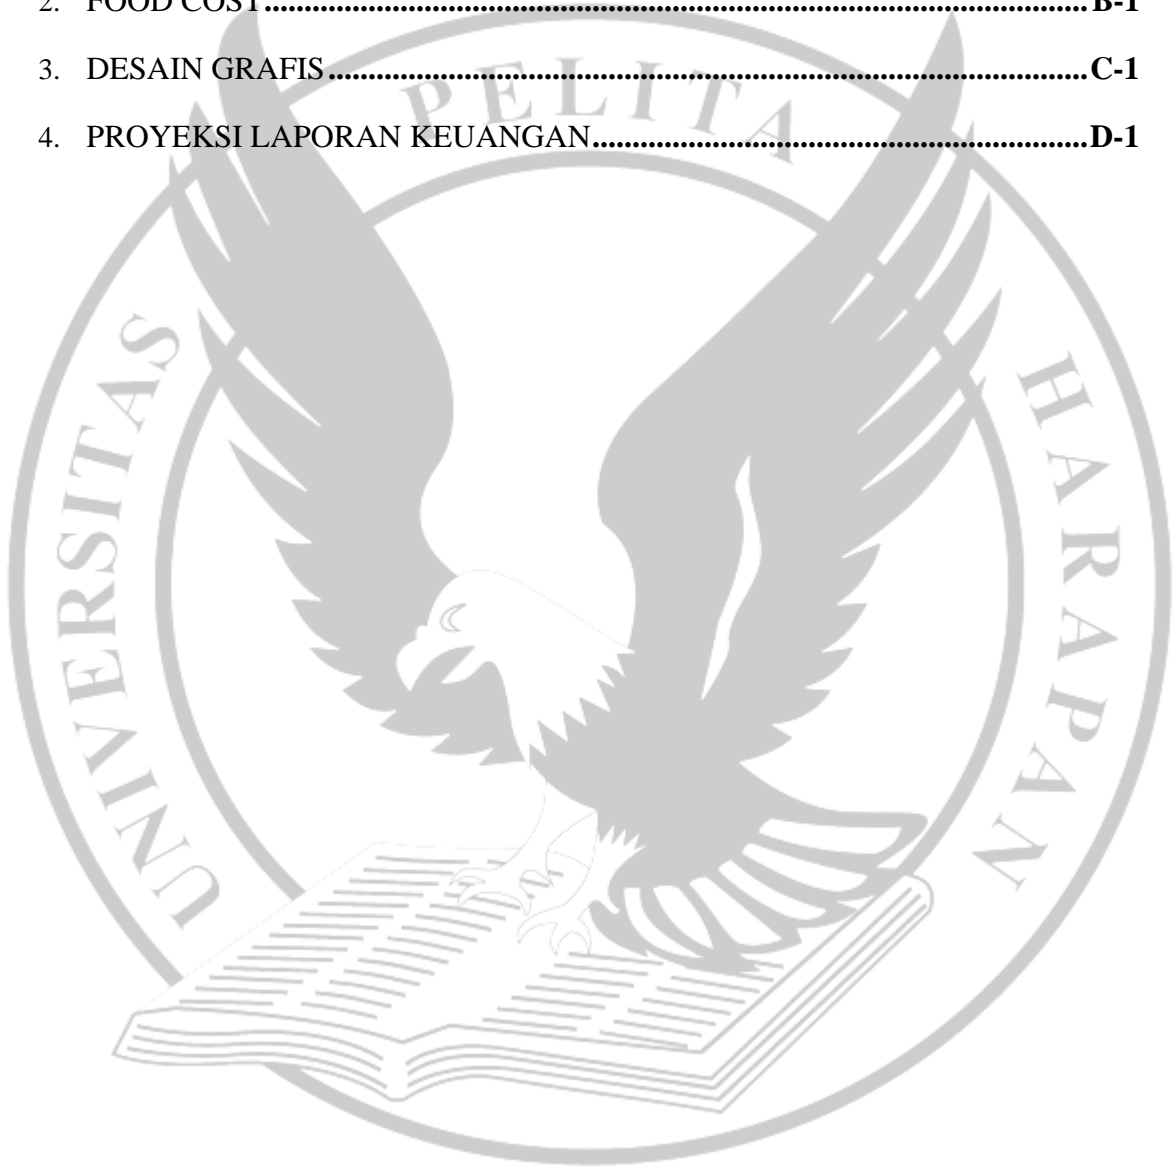 2. FOOD COST.......................................................................................................... B-1
3. DESAIN GRAFIS.................................................................................................. C-1
4. PROYEKSI LAPORAN KEUANGAN................................................................ D-1
UNIVERSITAS PELITA HARAPAN